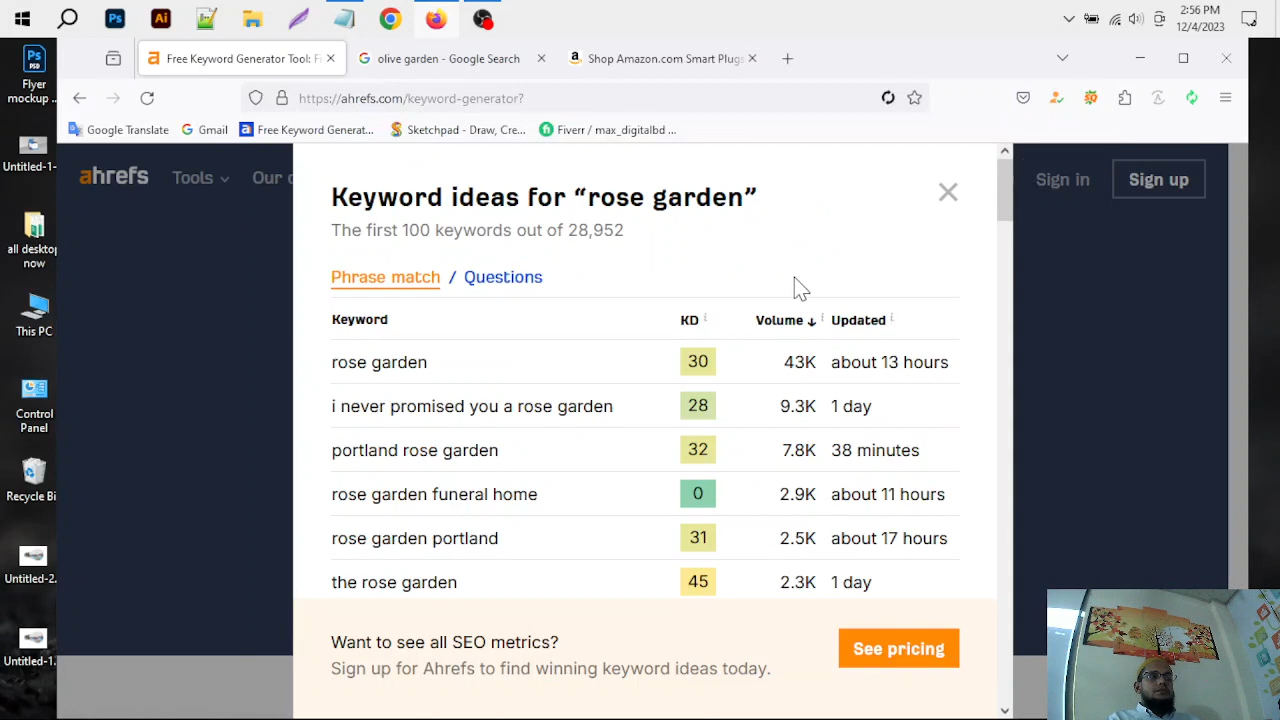 2:56 PM
12/4/2023
Flyer
mockup ...
Untitled-1-
all desktop
now
This PC
Control
Panel
Recycle Bi
Untitled-2.
Untitled-1.
Free Keyword Generator Tool: F
olive garden - Google Search
Shop Amazon.com Smart Plugs
https://ahrefs.com/keyword-generator?
Google Translate
Gmail
Free Keyword Generat...
Sketchpad - Draw, Cre...
Fiverr / max_digitalbd ...
ahrefs
Tools
Our
Sign in
Sign up
Keyword ideas for “rose garden”
The first 100 keywords out of 28,952
Phrase match / Questions
Keyword KD Volume Updated
rose garden 30 43K about 13 hours
i never promised you a rose garden 28 9.3K 1 day
portland rose garden 32 7.8K 38 minutes
rose garden funeral home 0 2.9K about 11 hours
rose garden portland 31 2.5K about 17 hours
the rose garden 45 2.3K 1 day
Want to see all SEO metrics?
See pricing
Sign up for Ahrefs to find winning keyword ideas today.